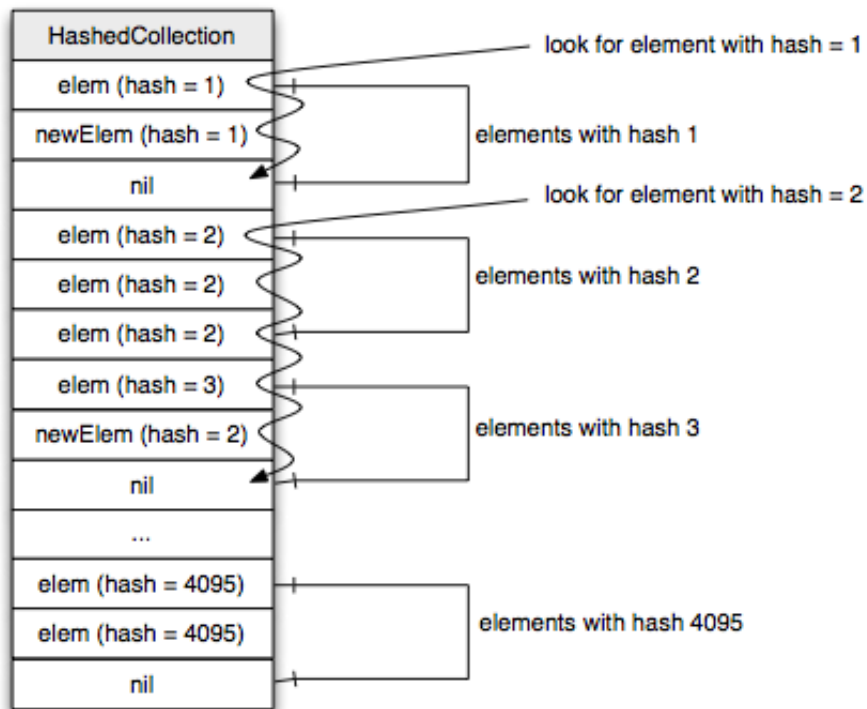 HashedCollection
look for element with hash = 1
elem (hash = 1)
newElem (hash = 1)
elements with hash 1
nil
look for element with hash = 2
elem (hash = 2)
elem (hash = 2)
elements with hash 2
elem (hash = 2)
elem (hash = 3)
newElem (hash = 2)
elements with hash 3
nil
...
elem (hash = 4095)
elem (hash = 4095)
elements with hash 4095
nil